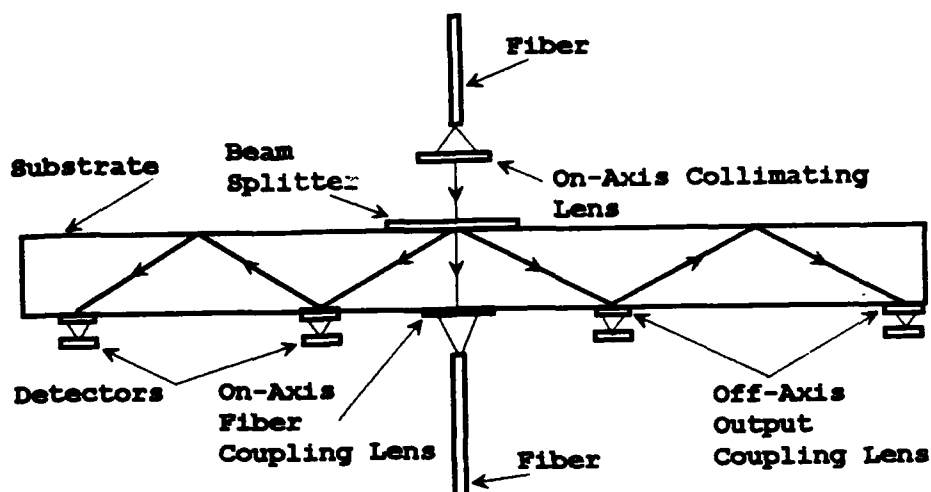 Fiber
Substrate
Beam
Splitter
On-Axis Collimating
Lens
Detectors
On-Axis
Fiber
Coupling Lens
Fiber
Off-Axis
Output
Coupling Lens